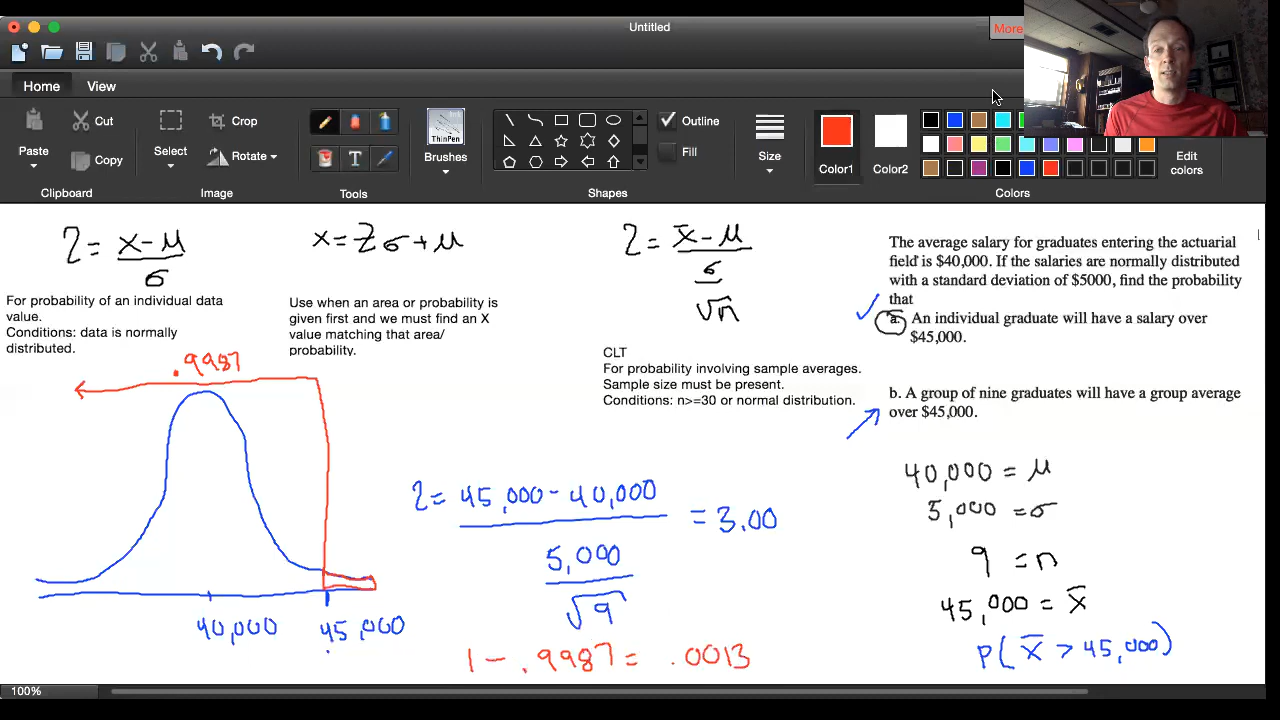 Untitled
More
Home
View
Paste
Cut
Copy
Select
Crop
Rotate
ThinPen
Brushes
Outline
Fill
Size
Color1
Color2
Edit
colors
Clipboard
Image
Tools
Shapes
Colors
z = x - μ
σ
For probability of an individual data
value.
Conditions: data is normally
distributed.
x = zσ + μ
Use when an area or probability is
given first and we must find an X
value matching that area/
probability.
z = x̄ - μ
σ
√n
CLT
For probability involving sample averages.
Sample size must be present.
Conditions: n>=30 or normal distribution.
The average salary for graduates entering the actuarial
field is $40,000. If the salaries are normally distributed
with a standard deviation of $5000, find the probability
that
a. An individual graduate will have a salary over
$45,000.
b. A group of nine graduates will have a group average
over $45,000.
.9987
40,000
45,000
z = 45,000 - 40,000 = 3.00
5,000
√9
1 - .9987 = .0013
40,000 = μ
5,000 = σ
9 = n
45,000 = x̄
P(x̄ > 45,000)
100%